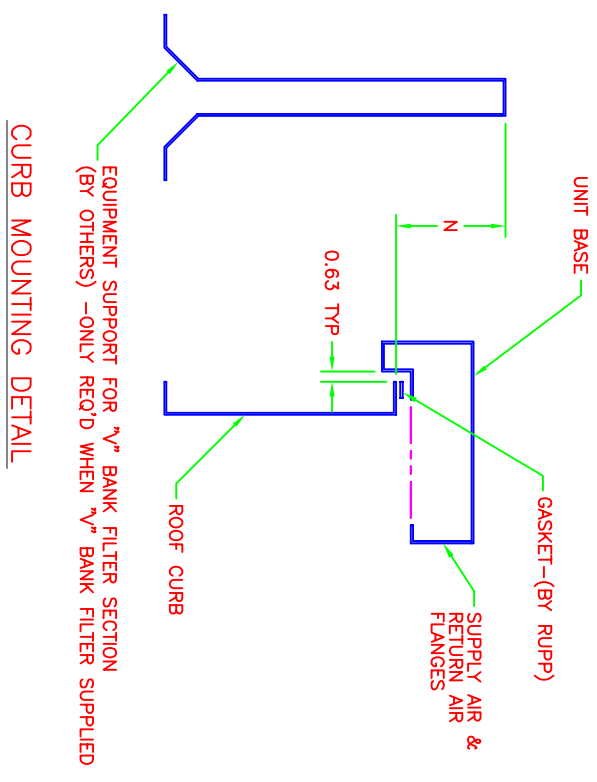 UNIT BASE
N
0.63 TYP
GASKET-(BY RUPP)
SUPPLY AIR &
RETURN AIR
FLANGES
ROOF CURB
EQUIPMENT SUPPORT FOR "V" BANK FILTER SECTION
(BY OTHERS) -ONLY REQ'D WHEN "V" BANK FILTER SUPPLIED
CURB MOUNTING DETAIL